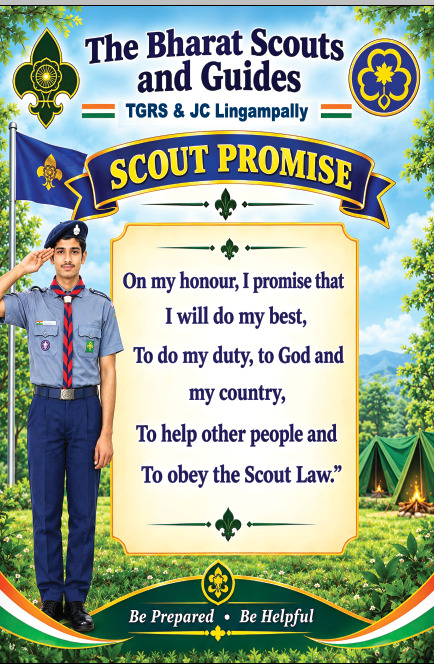 The Bharat Scouts
and Guides
TGRS & JC Lingampally
SCOUT PROMISE
On my honour, I promise that
I will do my best,
To do my duty, to God and
my country,
To help other people and
To obey the Scout Law.”
Be Prepared • Be Helpful